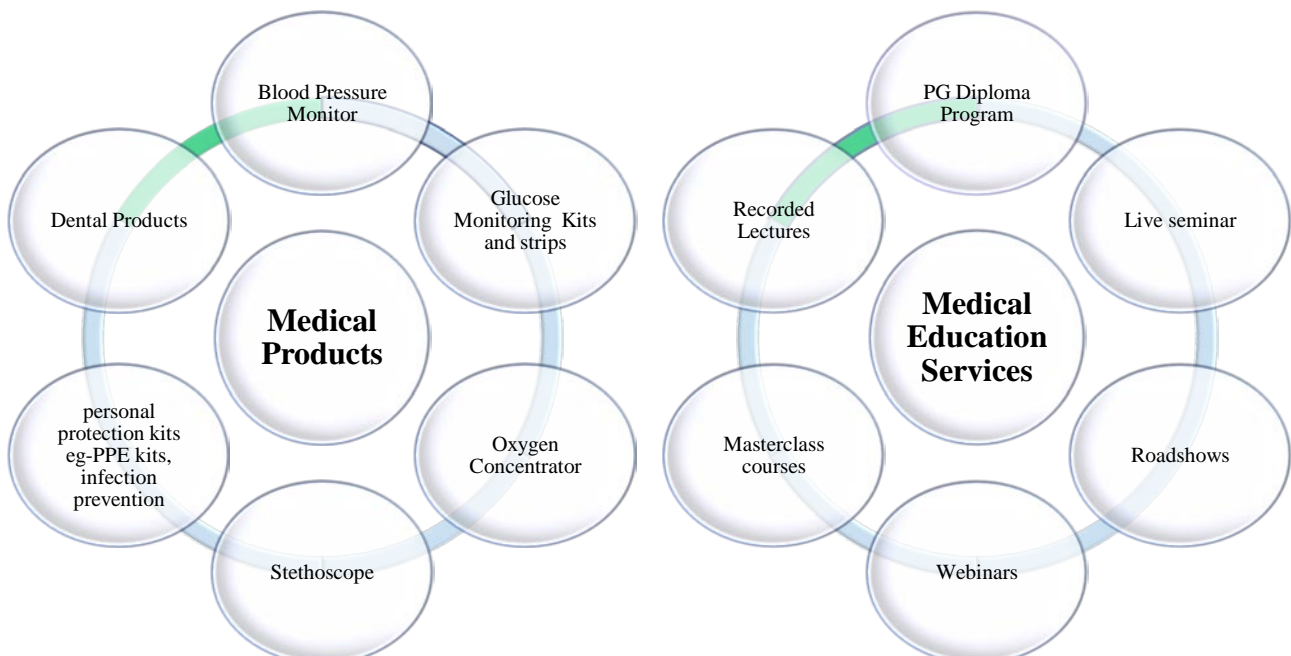 Blood Pressure
Monitor
Glucose
Monitoring Kits
and strips
Oxygen
Concentrator
Stethoscope
personal
protection kits
eg-PPE kits,
infection
prevention
Dental Products
Medical
Products
PG Diploma
Program
Live seminar
Roadshows
Webinars
Masterclass
courses
Recorded
Lectures
Medical
Education
Services